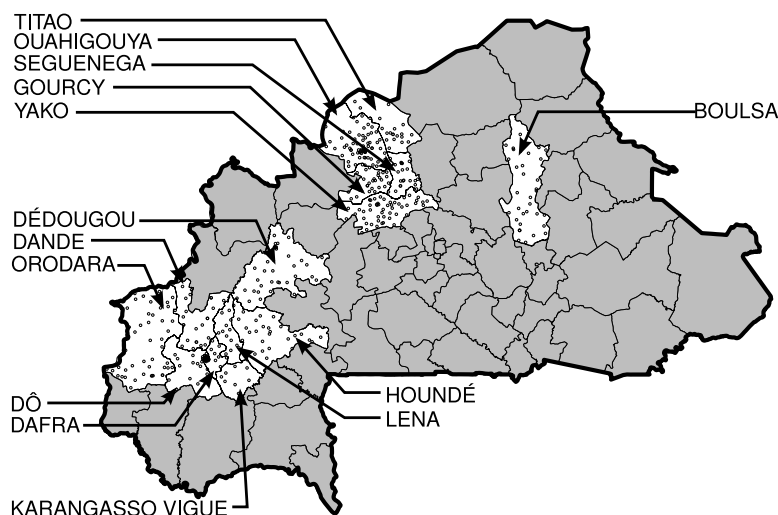 TITAO
OUAHIGOUYA
SEGUENEGA
GOURCY
YAKO
BOULSA
DÉDOUGOU
DANDE
ORODARA
HOUNDÉ
LENA
DÔ
DAFRA
KARANGASSO VIGUE